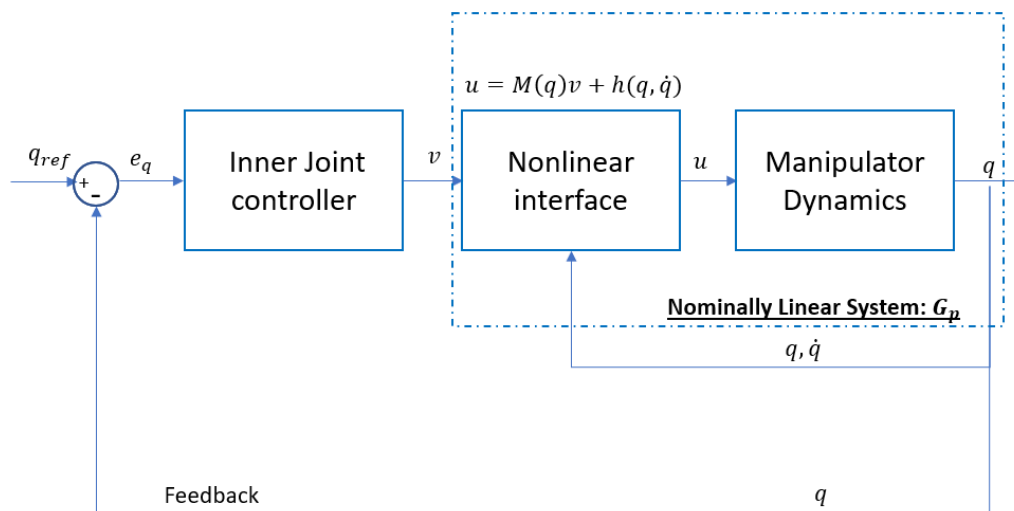 u = M(q)v + h(q, q̇)
q_ref
+
-
e_q
Inner Joint
controller
v
Nonlinear
interface
u
Manipulator
Dynamics
q
Nominally Linear System: G_p
q, q̇
Feedback
q